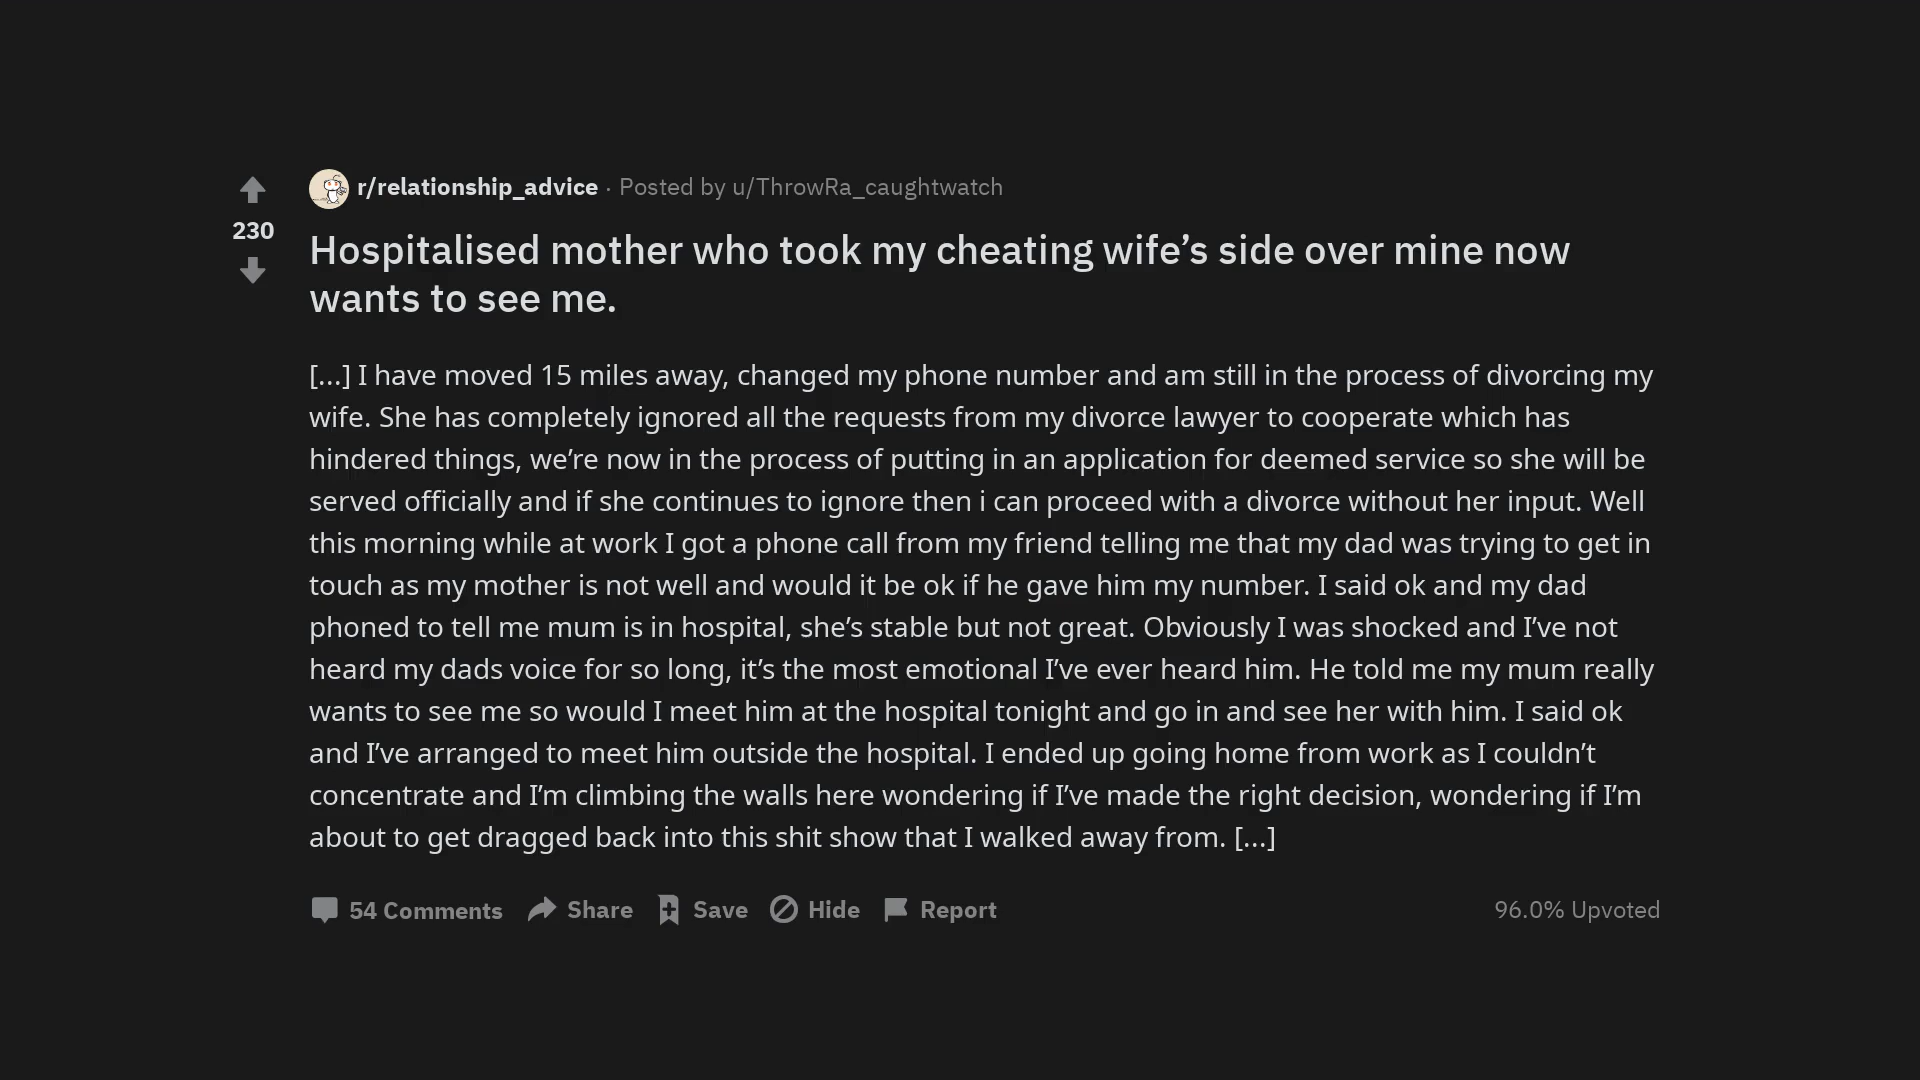 r/relationship_advice · Posted by u/ThrowRa_caughtwatch
230
Hospitalised mother who took my cheating wife’s side over mine now
wants to see me.
[...] I have moved 15 miles away, changed my phone number and am still in the process of divorcing my
wife. She has completely ignored all the requests from my divorce lawyer to cooperate which has
hindered things, we’re now in the process of putting in an application for deemed service so she will be
served officially and if she continues to ignore then i can proceed with a divorce without her input. Well
this morning while at work I got a phone call from my friend telling me that my dad was trying to get in
touch as my mother is not well and would it be ok if he gave him my number. I said ok and my dad
phoned to tell me mum is in hospital, she’s stable but not great. Obviously I was shocked and I’ve not
heard my dads voice for so long, it’s the most emotional I’ve ever heard him. He told me my mum really
wants to see me so would I meet him at the hospital tonight and go in and see her with him. I said ok
and I’ve arranged to meet him outside the hospital. I ended up going home from work as I couldn’t
concentrate and I’m climbing the walls here wondering if I’ve made the right decision, wondering if I’m
about to get dragged back into this shit show that I walked away from. [...]
54 Comments Share Save Hide Report 96.0% Upvoted